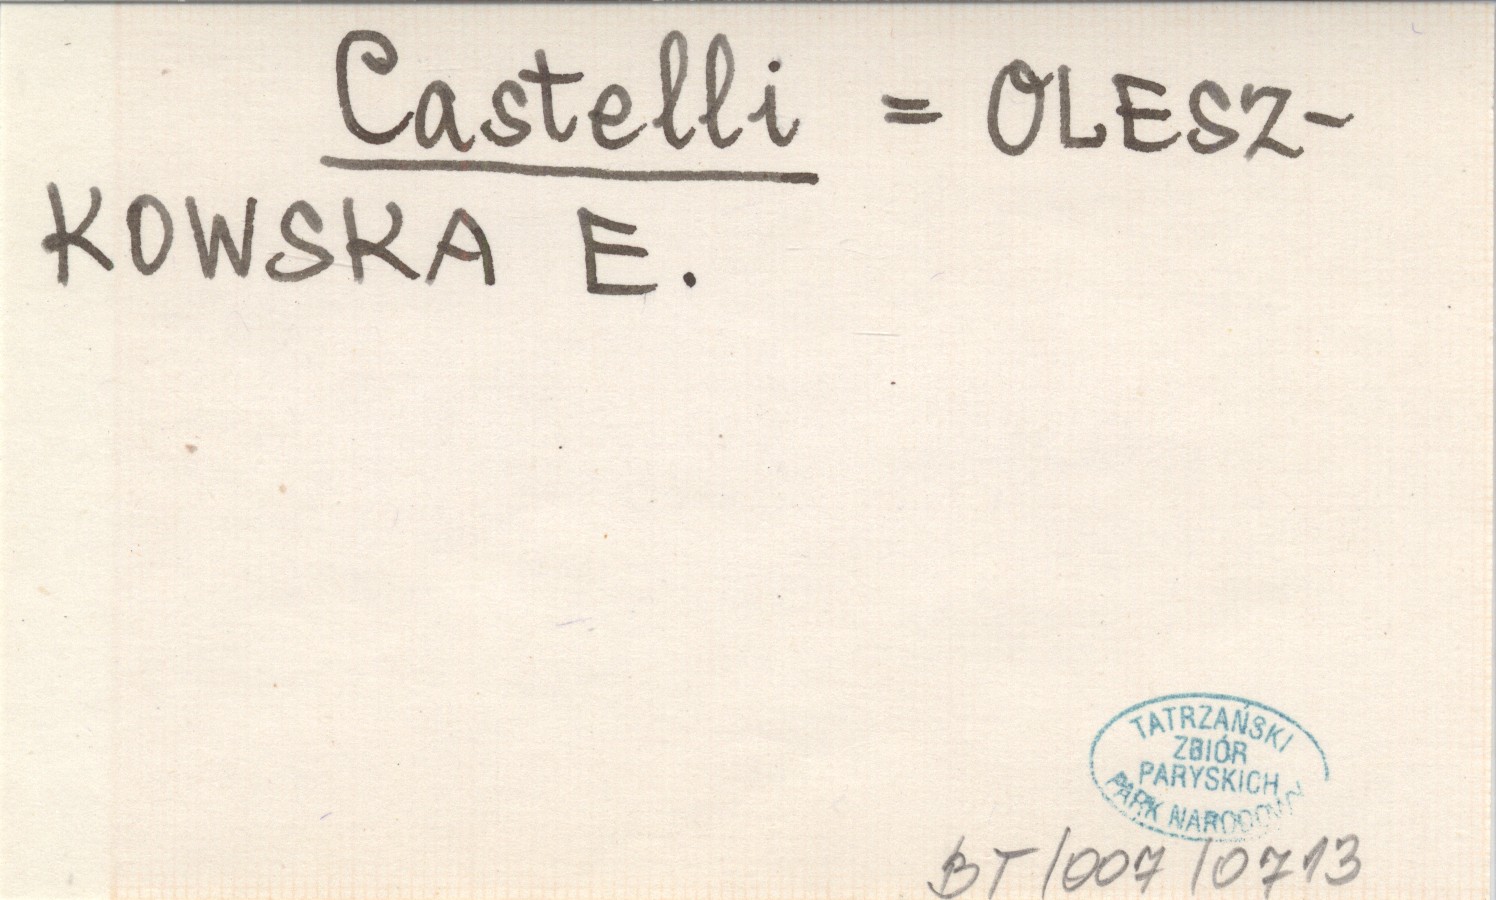 Castelli = OLESZ-
KOWSKA E.
TATRZAŃSKI
ZBIÓR
PARYSKICH
PARK NARODOWY
BT/007/0713